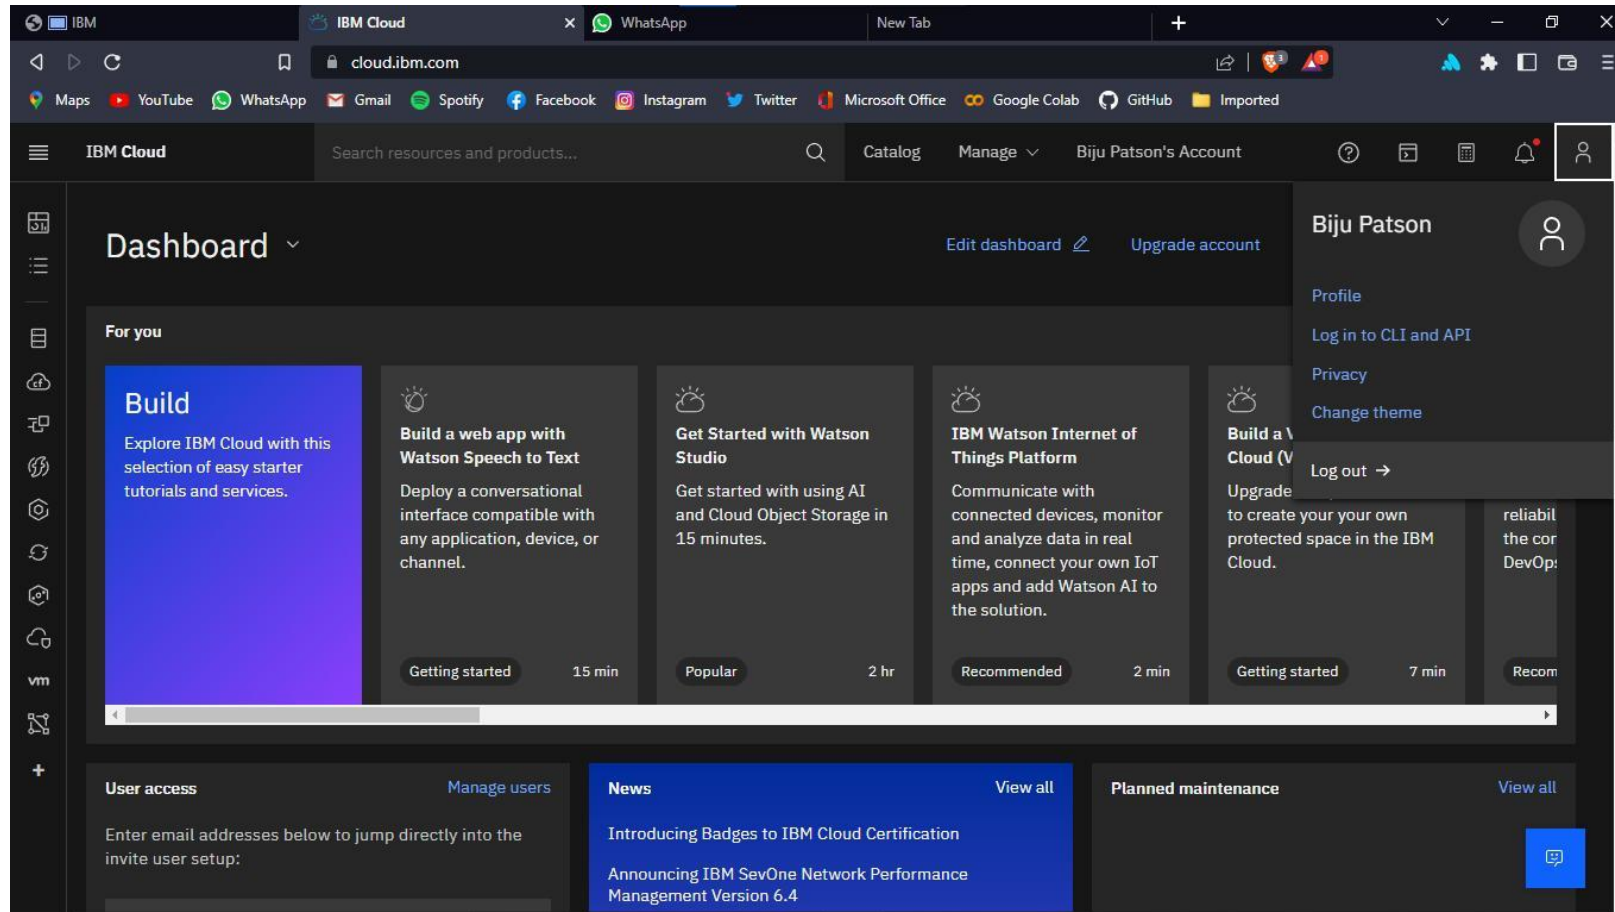 IBM
IBM Cloud
WhatsApp
New Tab
cloud.ibm.com
Maps
YouTube
WhatsApp
Gmail
Spotify
Facebook
Instagram
Twitter
Microsoft Office
Google Colab
GitHub
Imported
IBM Cloud
Search resources and products...
Catalog
Manage
Biju Patson's Account
Dashboard
Edit dashboard
Upgrade account
Biju Patson
Profile
Log in to CLI and API
Privacy
Change theme
Log out →
For you
Build
Explore IBM Cloud with this
selection of easy starter
tutorials and services.
Build a web app with
Watson Speech to Text
Deploy a conversational
interface compatible with
any application, device, or
channel.
Getting started
15 min
Get Started with Watson
Studio
Get started with using AI
and Cloud Object Storage in
15 minutes.
Popular
2 hr
IBM Watson Internet of
Things Platform
Communicate with
connected devices, monitor
and analyze data in real
time, connect your own IoT
apps and add Watson AI to
the solution.
Recommended
2 min
Build a
Cloud (V
Upgrade
to create your your own
protected space in the IBM
Cloud.
Getting started
7 min
reliabil
the cor
DevOp
Recom
vm
User access
Manage users
Enter email addresses below to jump directly into the
invite user setup:
News
View all
Introducing Badges to IBM Cloud Certification
Announcing IBM SevOne Network Performance
Management Version 6.4
Planned maintenance
View all